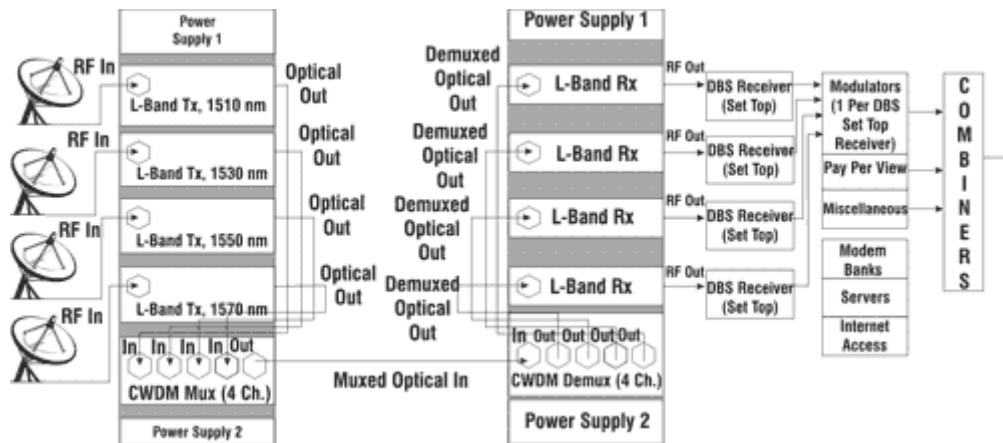 Power
Supply 1
RF In
L-Band Tx, 1510 nm
Optical
Out
RF In
L-Band Tx, 1530 nm
Optical
Out
RF In
L-Band Tx, 1550 nm
Optical
Out
RF In
L-Band Tx, 1570 nm
Optical
Out
In In In In Out
CWDM Mux (4 Ch.)
Power Supply 2
Muxed Optical In
Power Supply 1
Demuxed
Optical
Out
L-Band Rx
RF Out
DBS Receiver
(Set Top)
Demuxed
Optical
Out
L-Band Rx
RF Out
DBS Receiver
(Set Top)
Demuxed
Optical
Out
L-Band Rx
RF Out
DBS Receiver
(Set Top)
Demuxed
Optical
Out
L-Band Rx
RF Out
DBS Receiver
(Set Top)
In Out Out Out Out
CWDM Demux (4 Ch.)
Power Supply 2
Modulators
(1 Per DBS
Set Top
Receiver)
Pay Per View
Miscellaneous
Modem
Banks
Servers
Internet
Access
C
O
M
B
I
N
E
R
S